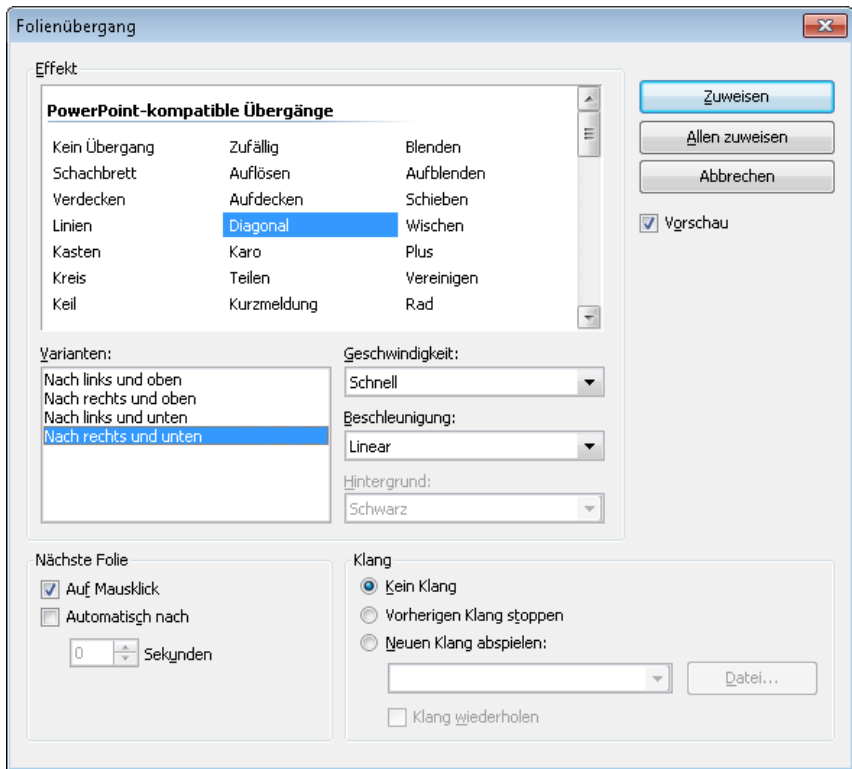 Folienübergang
Effekt
PowerPoint-kompatible Übergänge
Kein Übergang Zufällig Blenden
Schachbrett Auflösen Aufblenden
Verdecken Aufdecken Schieben
Linien Diagonal Wischen
Kasten Karo Plus
Kreis Teilen Vereinigen
Keil Kurzmeldung Rad
Zuweisen
Allen zuweisen
Abbrechen
Vorschau
Varianten:
Nach links und oben
Nach rechts und oben
Nach links und unten
Nach rechts und unten
Geschwindigkeit:
Schnell
Beschleunigung:
Linear
Hintergrund:
Schwarz
Nächste Folie
Auf Mausklick
Automatisch nach
0 Sekunden
Klang
Kein Klang
Vorherigen Klang stoppen
Neuen Klang abspielen:
Datei...
Klang wiederholen